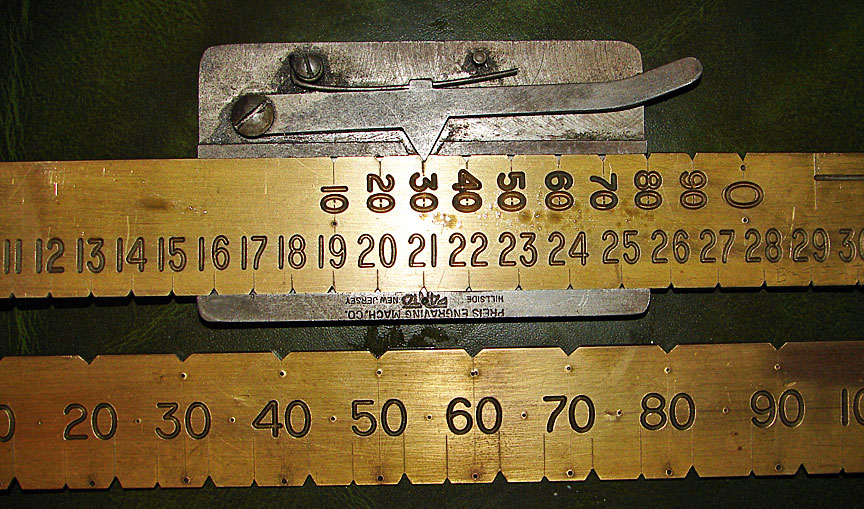 10 20 30 40 50 60 70 80 90 0
11 12 13 14 15 16 17 18 19 20 21 22 23 24 25 26 27 28 29 30
PREIS ENGRAVING MACH. CO.
HILLSIDE NEW JERSEY
20 30 40 50 60 70 80 90